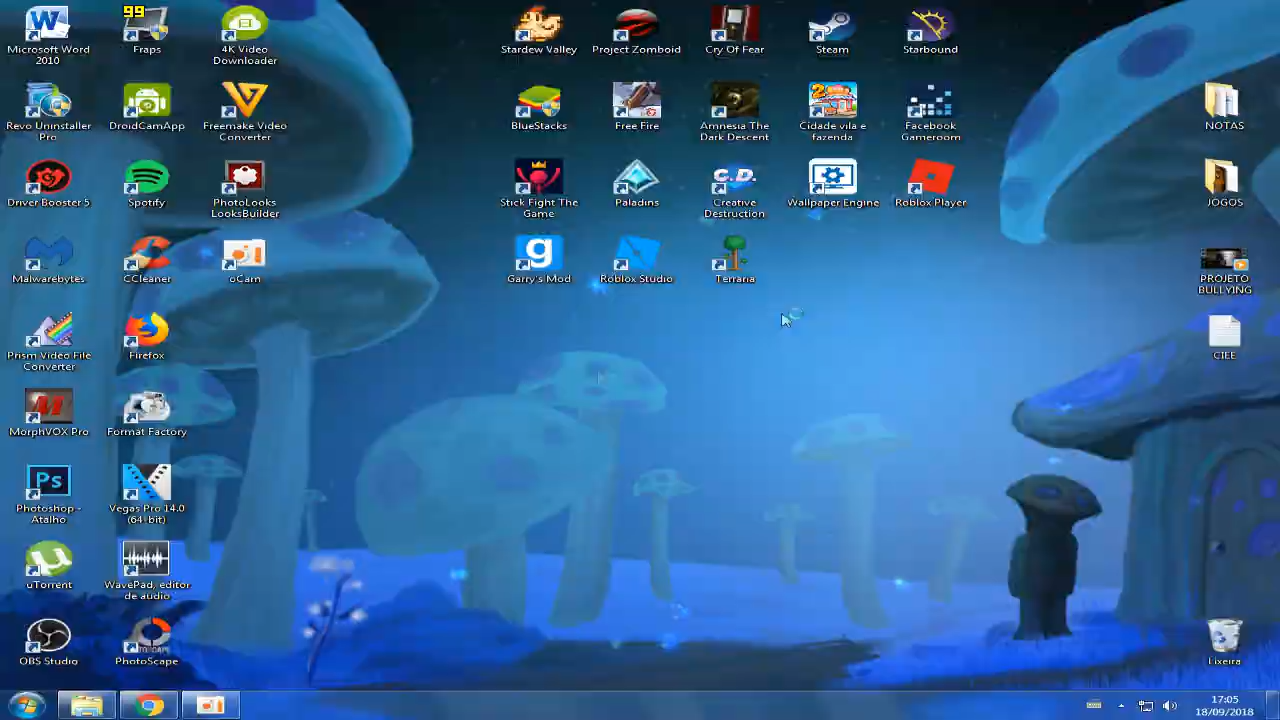 Microsoft Word
2010
99
Fraps
4K Video
Downloader
Stardew Valley
Project Zomboid
Cry Of Fear
Steam
Starbound
Revo Uninstaller
Pro
DroidCamApp
Freemake Video
Converter
BlueStacks
Free Fire
Amnesia The
Dark Descent
2
Cidade vila e
fazenda
Facebook
Gameroom
NOTAS
Driver Booster 5
Spotify
PhotoLooks
LooksBuilder
Stick Fight The
Game
Paladins
C.D.
Creative
Destruction
Wallpaper Engine
Roblox Player
JOGOS
Malwarebytes
CCleaner
oCam
g
Garry's Mod
Roblox Studio
Terraria
PROJETO
BULLYING
Prism Video File
Converter
Firefox
CIEE
MorphVOX Pro
Format Factory
Ps
Photoshop -
Atalho
Vegas Pro 14.0
(64-bit)
uTorrent
WavePad, editor
de audio
OBS Studio
PhotoScape
Lixeira
17:05
18/09/2018